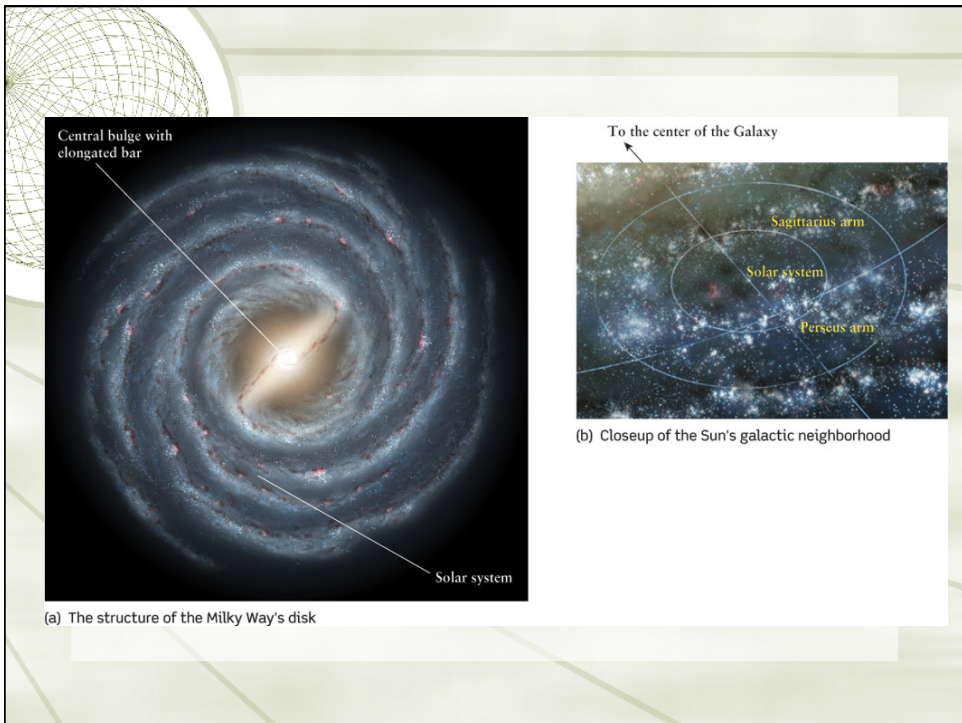 Central bulge with
elongated bar
Solar system
(a) The structure of the Milky Way's disk
To the center of the Galaxy
Sagittarius arm
Solar system
Perseus arm
(b) Closeup of the Sun's galactic neighborhood